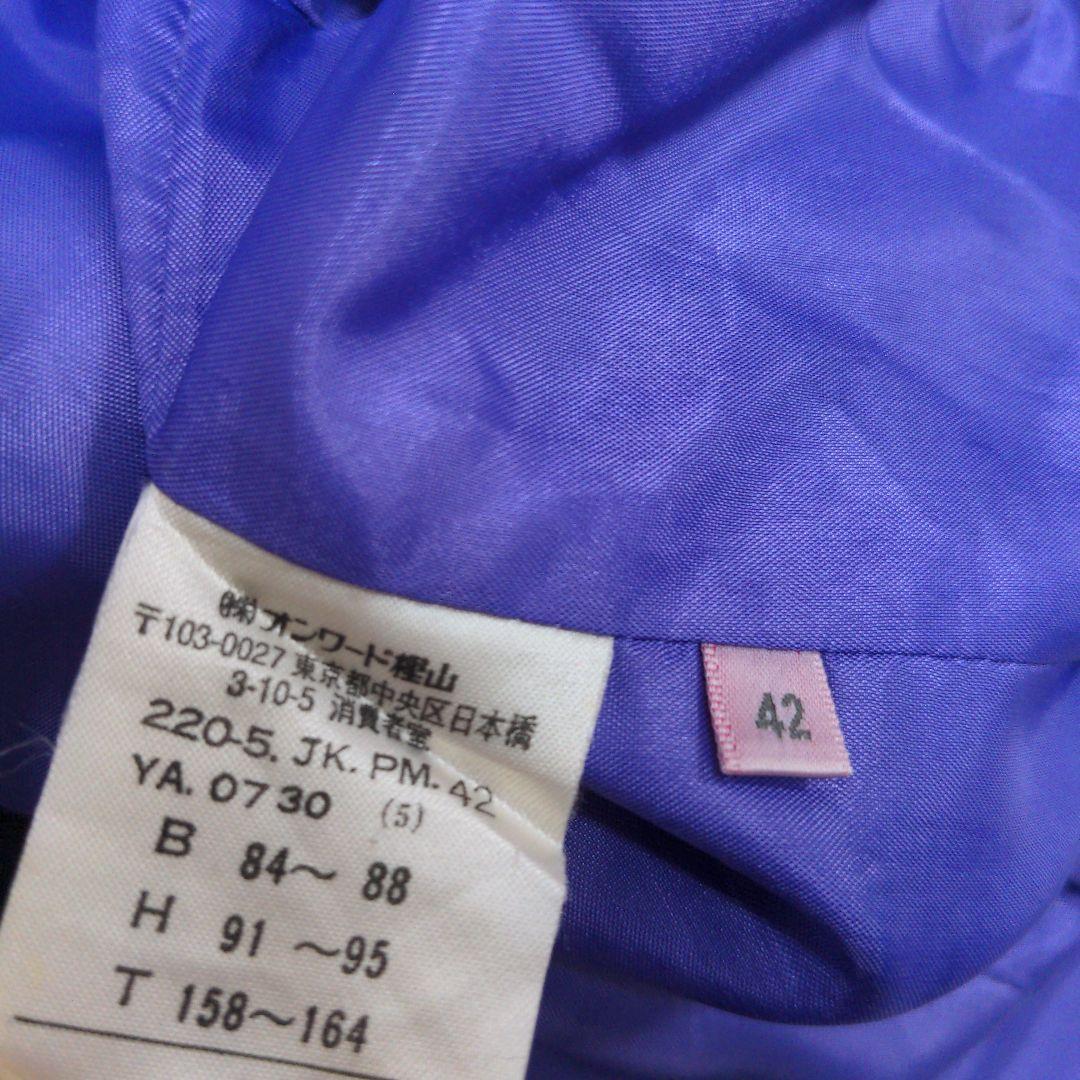 ㈱オンワード樫山
〒103-0027 東京都中央区日本橋
3-10-5 消費者室
220-5. JK. PM. 42
YA. 0730 (5)
B 84～ 88
H 91 ～95
T 158～164
42